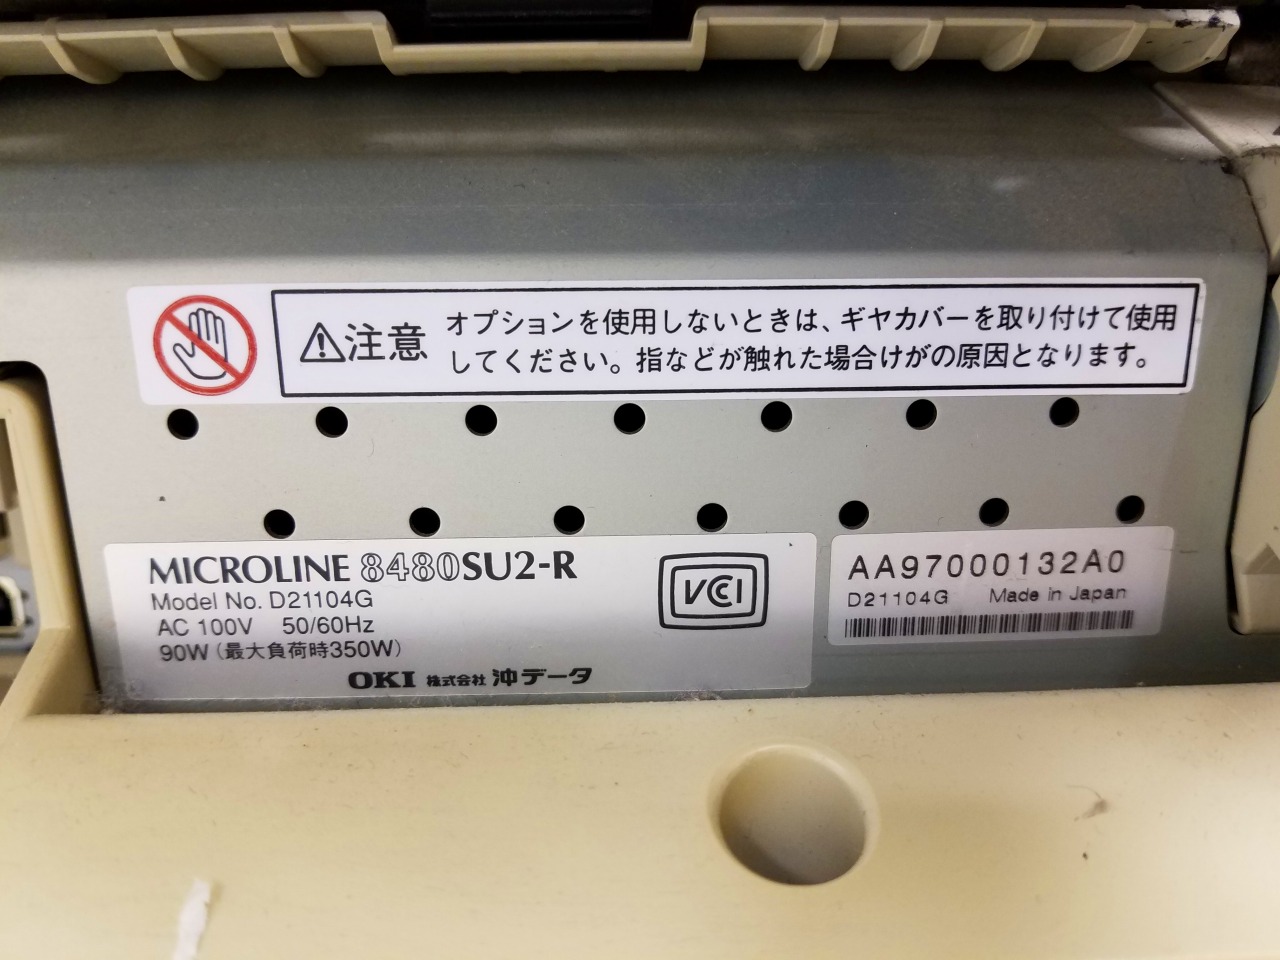 ⚠注意
オプションを使用しないときは、ギヤカバーを取り付けて使用
してください。指などが触れた場合けがの原因となります。
MICROLINE 8480SU2-R
Model No. D21104G
AC 100V 50/60Hz
90W(最大負荷時350W)
OKI 株式会社 沖データ
VCCI
AA97000132A0
D21104G Made in Japan